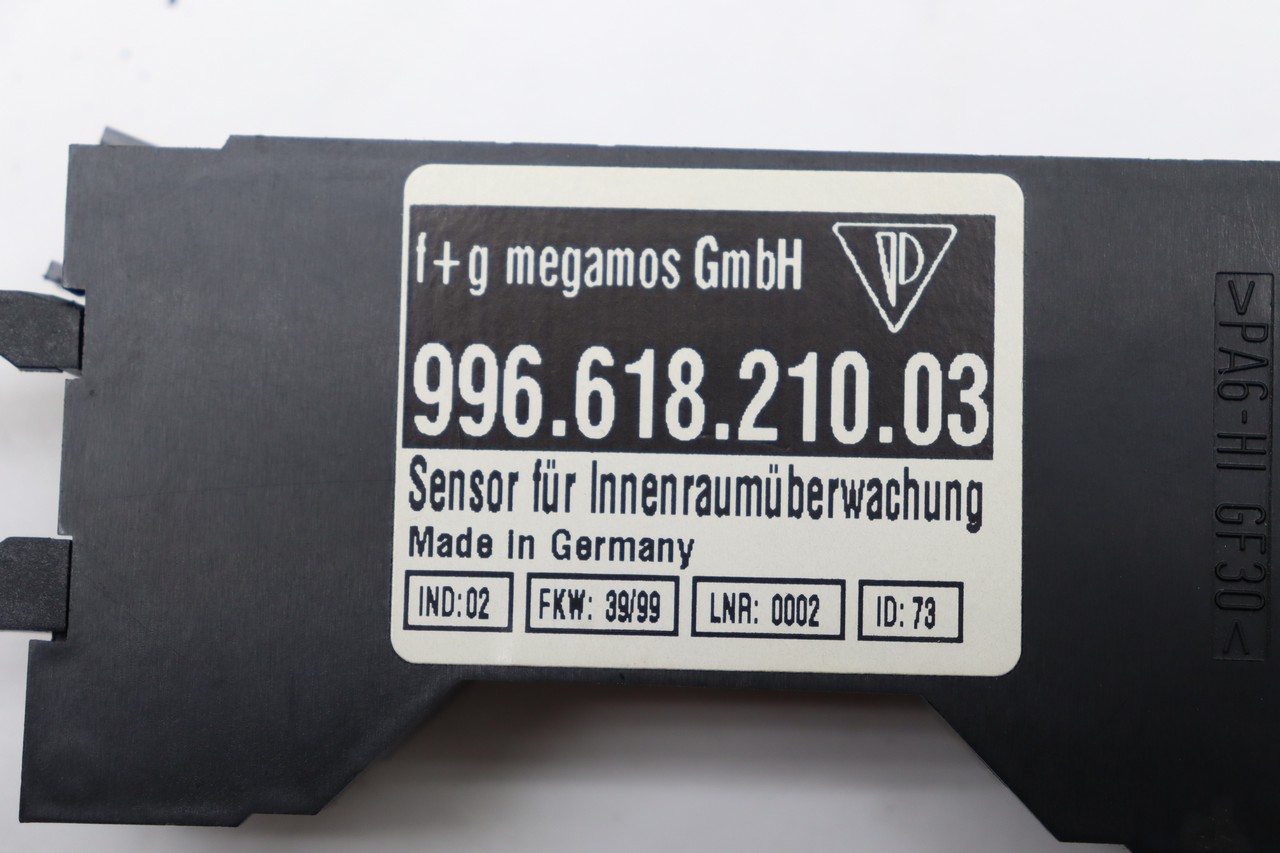 f+g megamos GmbH
996.618.210.03
Sensor für Innenraumüberwachung
Made in Germany
IND: 02 FKW: 39/99 LNR: 0002 ID: 73
>PA6-HI GF30<